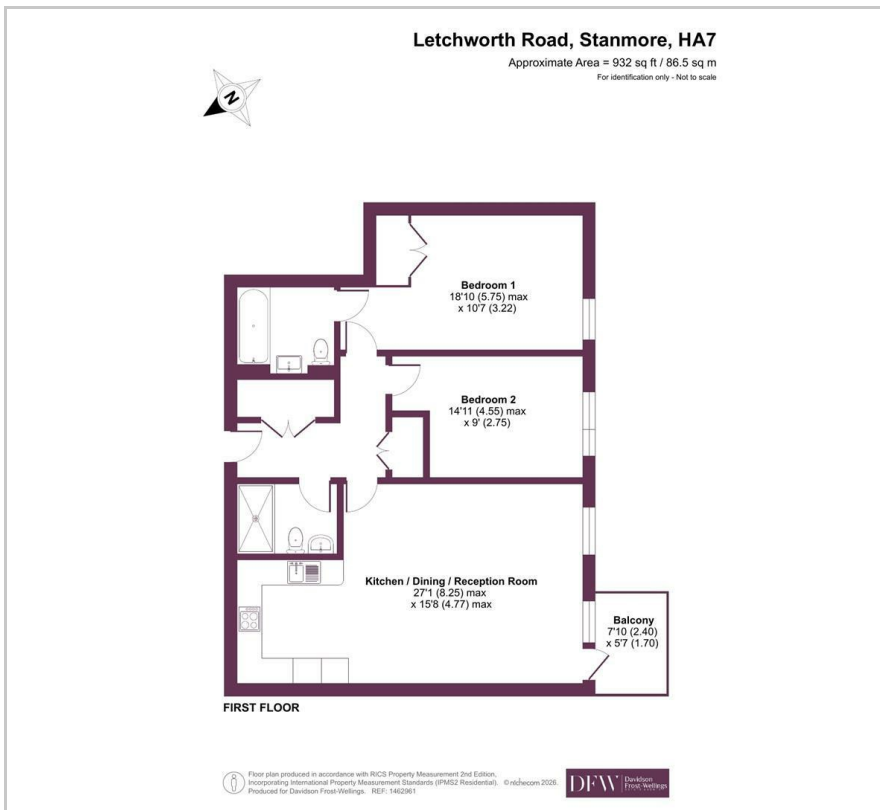 Letchworth Road, Stanmore, HA7
Approximate Area = 932 sq ft / 86.5 sq m
For identification only - Not to scale
N
Bedroom 1
18'10 (5.75) max
x 10'7 (3.22)
Bedroom 2
14'11 (4.55) max
x 9' (2.75)
Kitchen / Dining / Reception Room
27'1 (8.25) max
x 15'8 (4.77) max
Balcony
7'10 (2.40)
x 5'7 (1.70)
FIRST FLOOR
Floor plan produced in accordance with RICS Property Measurement 2nd Edition,
Incorporating International Property Measurement Standards (IPMS2 Residential). © nichecom 2026.
Produced for Davidson Frost-Wellings. REF: 1462961
DFW
Davidson
Frost-Wellings